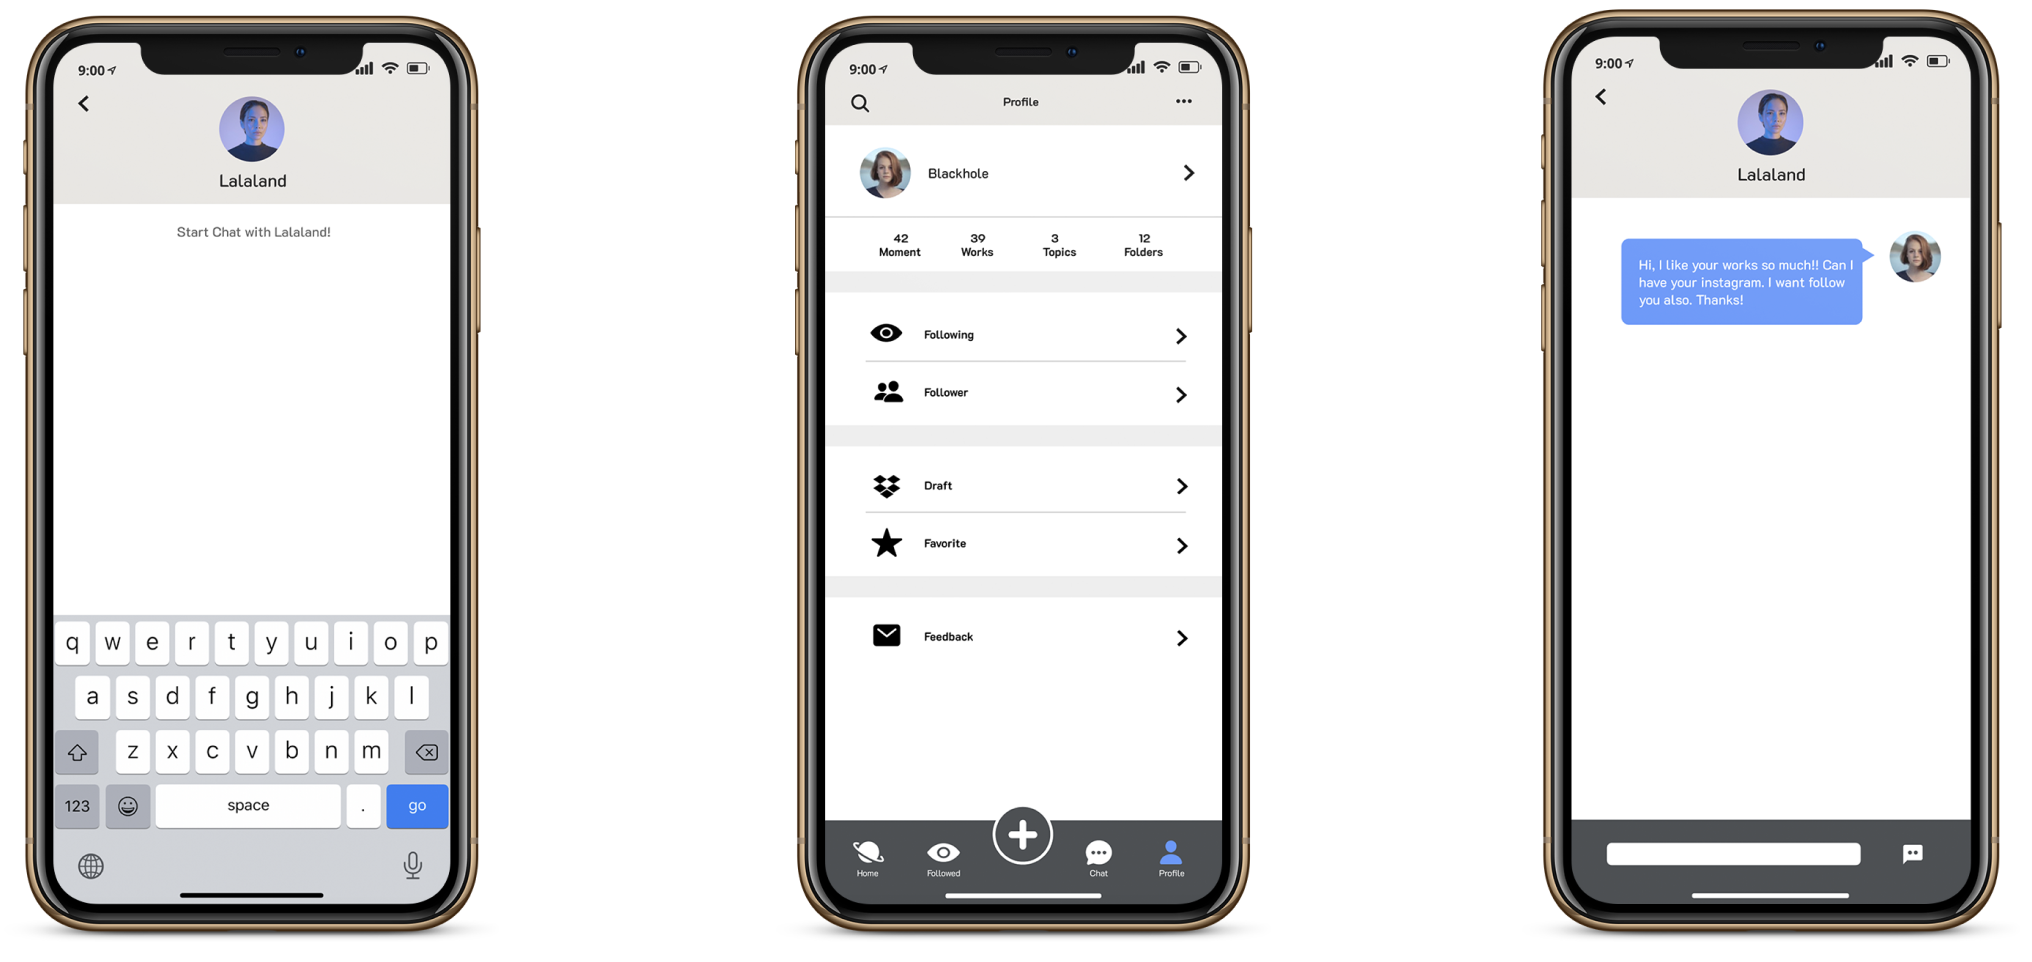 9:00
Lalaland
Start Chat with Lalaland!
q w e r t y u i o p
a s d f g h j k l
z x c v b n m
123 space . go
9:00
Profile
Blackhole
42 39 3 12
Moment Works Topics Folders
Following
Follower
Draft
Favorite
Feedback
Home Followed Chat Profile
9:00
Lalaland
Hi, I like your works so much!! Can I
have your instagram. I want follow
you also. Thanks!